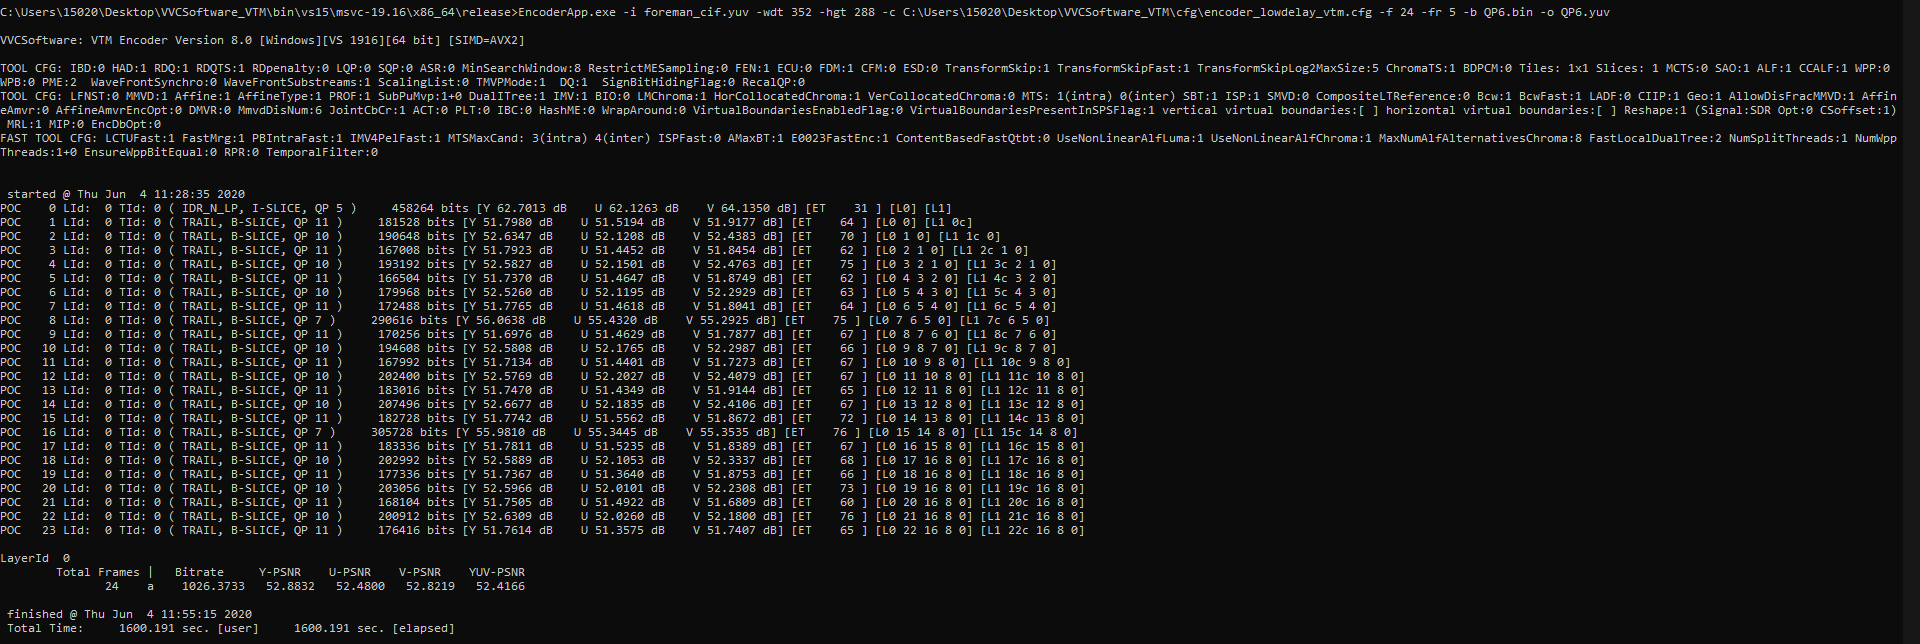 C:\Users\15020\Desktop\VVCSoftware_VTM\bin\vs15\msvc-19.16\x86_64\release>EncoderApp.exe -i foreman_cif.yuv -wdt 352 -hgt 288 -c C:\Users\15020\Desktop\VVCSoftware_VTM\cfg\encoder_lowdelay_vtm.cfg -f 24 -fr 5 -b QP6.bin -o QP6.yuv
VVCSoftware: VTM Encoder Version 8.0 [Windows][VS 1916][64 bit] [SIMD=AVX2]
TOOL CFG: IBD:0 HAD:1 RDQ:1 RDQTS:1 RDpenalty:0 LQP:0 SQP:0 ASR:0 MinSearchWindow:8 RestrictMESampling:0 FEN:1 ECU:0 FDM:1 CFM:0 ESD:0 TransformSkip:1 TransformSkipFast:1 TransformSkipLog2MaxSize:5 ChromaTS:1 BDPCM:0 Tiles: 1x1 Slices: 1 MCTS:0 SAO:1 ALF:1 CCALF:1 WPP:0
WPB:0 PME:2  WaveFrontSynchro:0 WaveFrontSubstreams:1 ScalingList:0 TMVPMode:1  DQ:1  SignBitHidingFlag:0 RecalQP:0
TOOL CFG: LFNST:0 MMVD:1 Affine:1 AffineType:1 PROF:1 SubPuMvp:1+0 DualITree:1 IMV:1 BIO:0 LMChroma:1 HorCollocatedChroma:1 VerCollocatedChroma:0 MTS: 1(intra) 0(inter) SBT:1 ISP:1 SMVD:0 CompositeLTReference:0 Bcw:1 BcwFast:1 LADF:0 CIIP:1 Geo:1 AllowDisFracMMVD:1 Affin
eAmvr:0 AffineAmvrEncOpt:0 DMVR:0 MmvdDisNum:6 JointCbCr:1 ACT:0 PLT:0 IBC:0 HashME:0 WrapAround:0 VirtualBoundariesEnabledFlag:0 VirtualBoundariesPresentInSPSFlag:1 vertical virtual boundaries:[ ] horizontal virtual boundaries:[ ] Reshape:1 (Signal:SDR Opt:0 CSoffset:1)
MRL:1 MIP:0 EncDbOpt:0
FAST TOOL CFG: LCTUFast:1 FastMrg:1 PBIntraFast:1 IMV4PelFast:1 MTSMaxCand: 3(intra) 4(inter) ISPFast:0 AMaxBT:1 E0023FastEnc:1 ContentBasedFastQtbt:0 UseNonLinearAlfLuma:1 UseNonLinearAlfChroma:1 MaxNumAlfAlternativesChroma:8 FastLocalDualTree:2 NumSplitThreads:1 NumWpp
Threads:1+0 EnsureWppBitEqual:0 RPR:0 TemporalFilter:0
started @ Thu Jun  4 11:28:35 2020
POC    0 LId:  0 TId: 0 ( IDR_N_LP, I-SLICE, QP 5 )     458264 bits [Y 62.7013 dB    U 62.1263 dB    V 64.1350 dB] [ET    31 ] [L0] [L1]
POC    1 LId:  0 TId: 0 ( TRAIL, B-SLICE, QP 11 )     181528 bits [Y 51.7980 dB    U 51.5194 dB    V 51.9177 dB] [ET    64 ] [L0 0] [L1 0c]
POC    2 LId:  0 TId: 0 ( TRAIL, B-SLICE, QP 10 )     190648 bits [Y 52.6347 dB    U 52.1208 dB    V 52.4383 dB] [ET    70 ] [L0 1 0] [L1 1c 0]
POC    3 LId:  0 TId: 0 ( TRAIL, B-SLICE, QP 11 )     167008 bits [Y 51.7923 dB    U 51.4452 dB    V 51.8454 dB] [ET    62 ] [L0 2 1 0] [L1 2c 1 0]
POC    4 LId:  0 TId: 0 ( TRAIL, B-SLICE, QP 10 )     193192 bits [Y 52.5827 dB    U 52.1501 dB    V 52.4763 dB] [ET    75 ] [L0 3 2 1 0] [L1 3c 2 1 0]
POC    5 LId:  0 TId: 0 ( TRAIL, B-SLICE, QP 11 )     166504 bits [Y 51.7370 dB    U 51.4647 dB    V 51.8749 dB] [ET    62 ] [L0 4 3 2 0] [L1 4c 3 2 0]
POC    6 LId:  0 TId: 0 ( TRAIL, B-SLICE, QP 10 )     179968 bits [Y 52.5260 dB    U 52.1195 dB    V 52.2929 dB] [ET    63 ] [L0 5 4 3 0] [L1 5c 4 3 0]
POC    7 LId:  0 TId: 0 ( TRAIL, B-SLICE, QP 11 )     172488 bits [Y 51.7765 dB    U 51.4618 dB    V 51.8041 dB] [ET    64 ] [L0 6 5 4 0] [L1 6c 5 4 0]
POC    8 LId:  0 TId: 0 ( TRAIL, B-SLICE, QP 7 )     290616 bits [Y 56.0638 dB    U 55.4320 dB    V 55.2925 dB] [ET    75 ] [L0 7 6 5 0] [L1 7c 6 5 0]
POC    9 LId:  0 TId: 0 ( TRAIL, B-SLICE, QP 11 )     170256 bits [Y 51.6976 dB    U 51.4629 dB    V 51.7877 dB] [ET    67 ] [L0 8 7 6 0] [L1 8c 7 6 0]
POC   10 LId:  0 TId: 0 ( TRAIL, B-SLICE, QP 10 )     194608 bits [Y 52.5808 dB    U 52.1765 dB    V 52.2987 dB] [ET    66 ] [L0 9 8 7 0] [L1 9c 8 7 0]
POC   11 LId:  0 TId: 0 ( TRAIL, B-SLICE, QP 11 )     167992 bits [Y 51.7134 dB    U 51.4401 dB    V 51.7273 dB] [ET    67 ] [L0 10 9 8 0] [L1 10c 9 8 0]
POC   12 LId:  0 TId: 0 ( TRAIL, B-SLICE, QP 10 )     202400 bits [Y 52.5769 dB    U 52.2027 dB    V 52.4079 dB] [ET    67 ] [L0 11 10 8 0] [L1 11c 10 8 0]
POC   13 LId:  0 TId: 0 ( TRAIL, B-SLICE, QP 11 )     183016 bits [Y 51.7470 dB    U 51.4349 dB    V 51.9144 dB] [ET    65 ] [L0 12 11 8 0] [L1 12c 11 8 0]
POC   14 LId:  0 TId: 0 ( TRAIL, B-SLICE, QP 10 )     207496 bits [Y 52.6677 dB    U 52.1835 dB    V 52.4106 dB] [ET    67 ] [L0 13 12 8 0] [L1 13c 12 8 0]
POC   15 LId:  0 TId: 0 ( TRAIL, B-SLICE, QP 11 )     182728 bits [Y 51.7742 dB    U 51.5562 dB    V 51.8672 dB] [ET    72 ] [L0 14 13 8 0] [L1 14c 13 8 0]
POC   16 LId:  0 TId: 0 ( TRAIL, B-SLICE, QP 7 )     305728 bits [Y 55.9810 dB    U 55.3445 dB    V 55.3535 dB] [ET    76 ] [L0 15 14 8 0] [L1 15c 14 8 0]
POC   17 LId:  0 TId: 0 ( TRAIL, B-SLICE, QP 11 )     183336 bits [Y 51.7811 dB    U 51.5235 dB    V 51.8389 dB] [ET    67 ] [L0 16 15 8 0] [L1 16c 15 8 0]
POC   18 LId:  0 TId: 0 ( TRAIL, B-SLICE, QP 10 )     202992 bits [Y 52.5889 dB    U 52.1053 dB    V 52.3337 dB] [ET    68 ] [L0 17 16 8 0] [L1 17c 16 8 0]
POC   19 LId:  0 TId: 0 ( TRAIL, B-SLICE, QP 11 )     177336 bits [Y 51.7367 dB    U 51.3640 dB    V 51.8753 dB] [ET    66 ] [L0 18 16 8 0] [L1 18c 16 8 0]
POC   20 LId:  0 TId: 0 ( TRAIL, B-SLICE, QP 10 )     203056 bits [Y 52.5966 dB    U 52.0101 dB    V 52.2308 dB] [ET    73 ] [L0 19 16 8 0] [L1 19c 16 8 0]
POC   21 LId:  0 TId: 0 ( TRAIL, B-SLICE, QP 11 )     168104 bits [Y 51.7505 dB    U 51.4922 dB    V 51.6809 dB] [ET    60 ] [L0 20 16 8 0] [L1 20c 16 8 0]
POC   22 LId:  0 TId: 0 ( TRAIL, B-SLICE, QP 10 )     200912 bits [Y 52.6309 dB    U 52.0260 dB    V 52.1800 dB] [ET    76 ] [L0 21 16 8 0] [L1 21c 16 8 0]
POC   23 LId:  0 TId: 0 ( TRAIL, B-SLICE, QP 11 )     176416 bits [Y 51.7614 dB    U 51.3575 dB    V 51.7407 dB] [ET    65 ] [L0 22 16 8 0] [L1 22c 16 8 0]
LayerId  0
Total Frames |   Bitrate     Y-PSNR    U-PSNR    V-PSNR    YUV-PSNR
24    a    1026.3733   52.8832   52.4800   52.8219   52.4166
finished @ Thu Jun  4 11:55:15 2020
Total Time:     1600.191 sec. [user]     1600.191 sec. [elapsed]